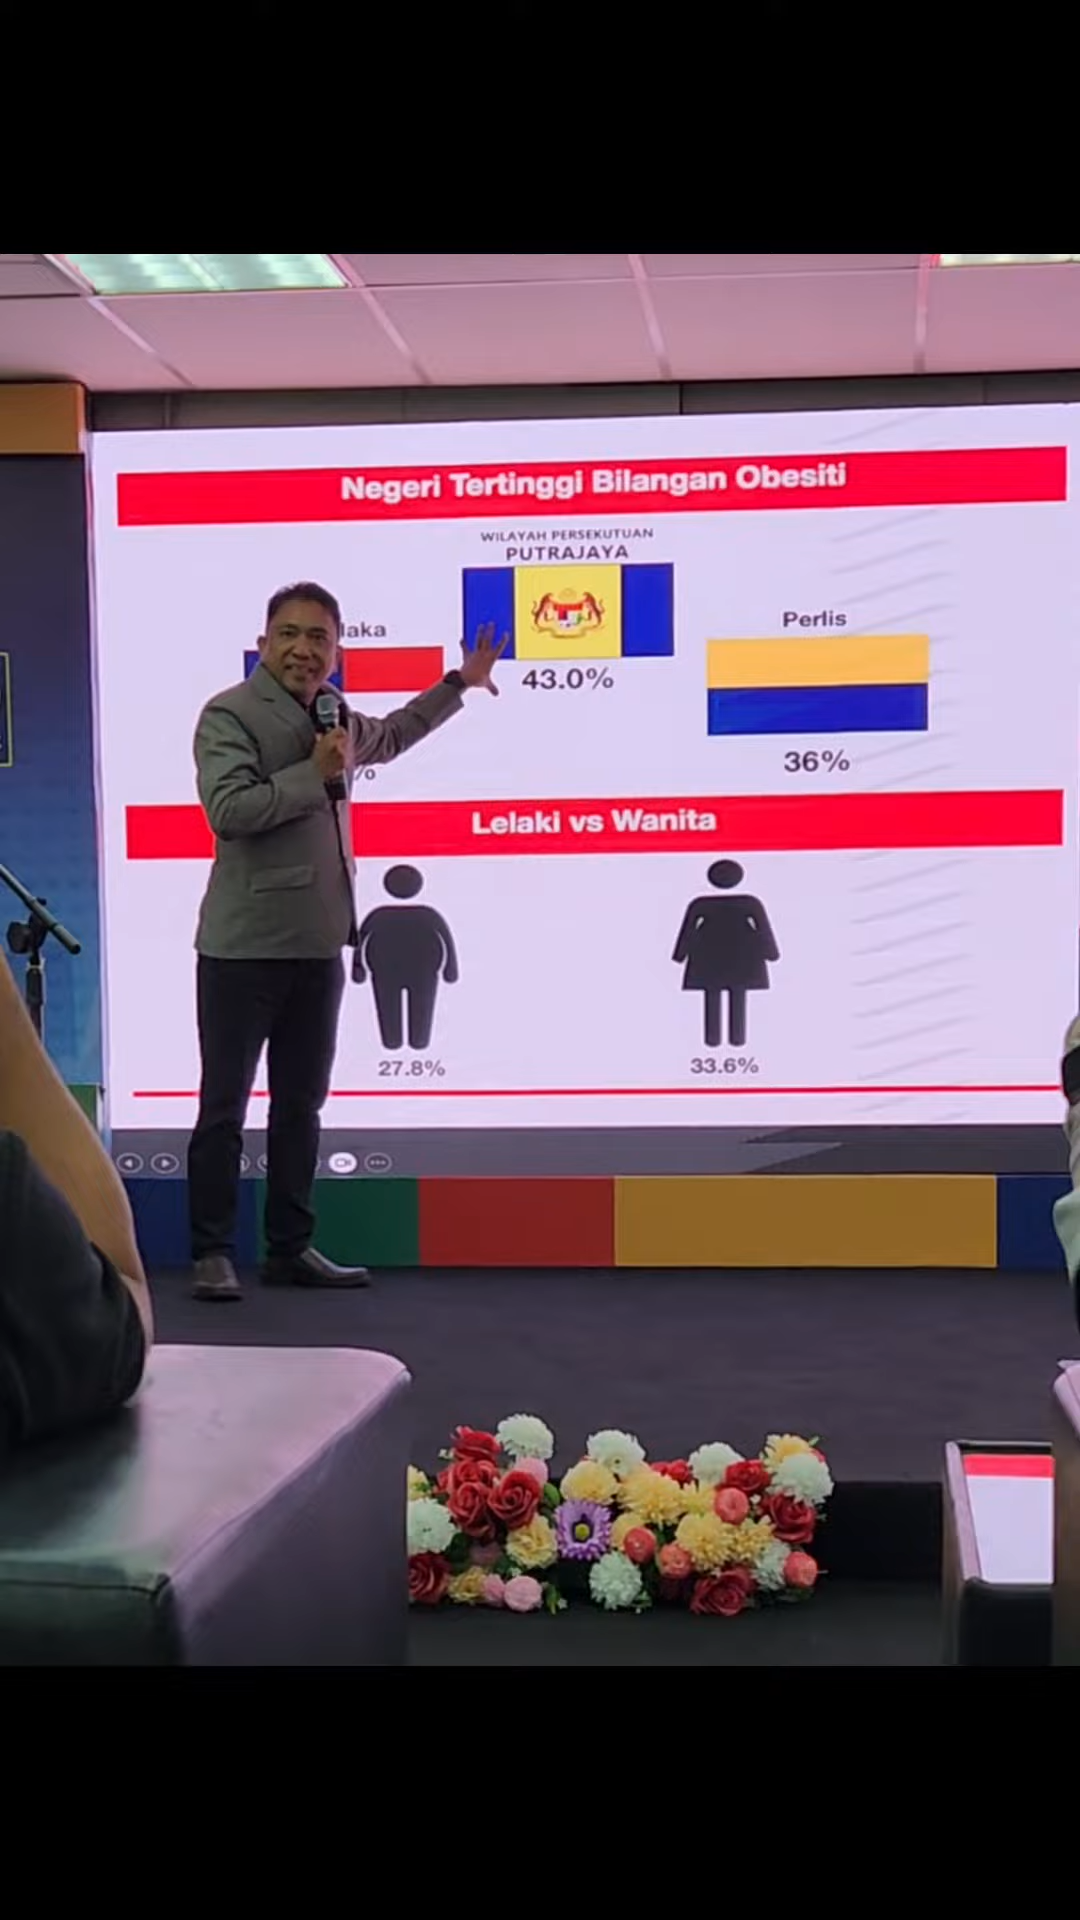 Negeri Tertinggi Bilangan Obesiti
WILAYAH PERSEKUTUAN
PUTRAJAYA
43.0%
Perlis
36%
Lelaki vs Wanita
27.8%
33.6%